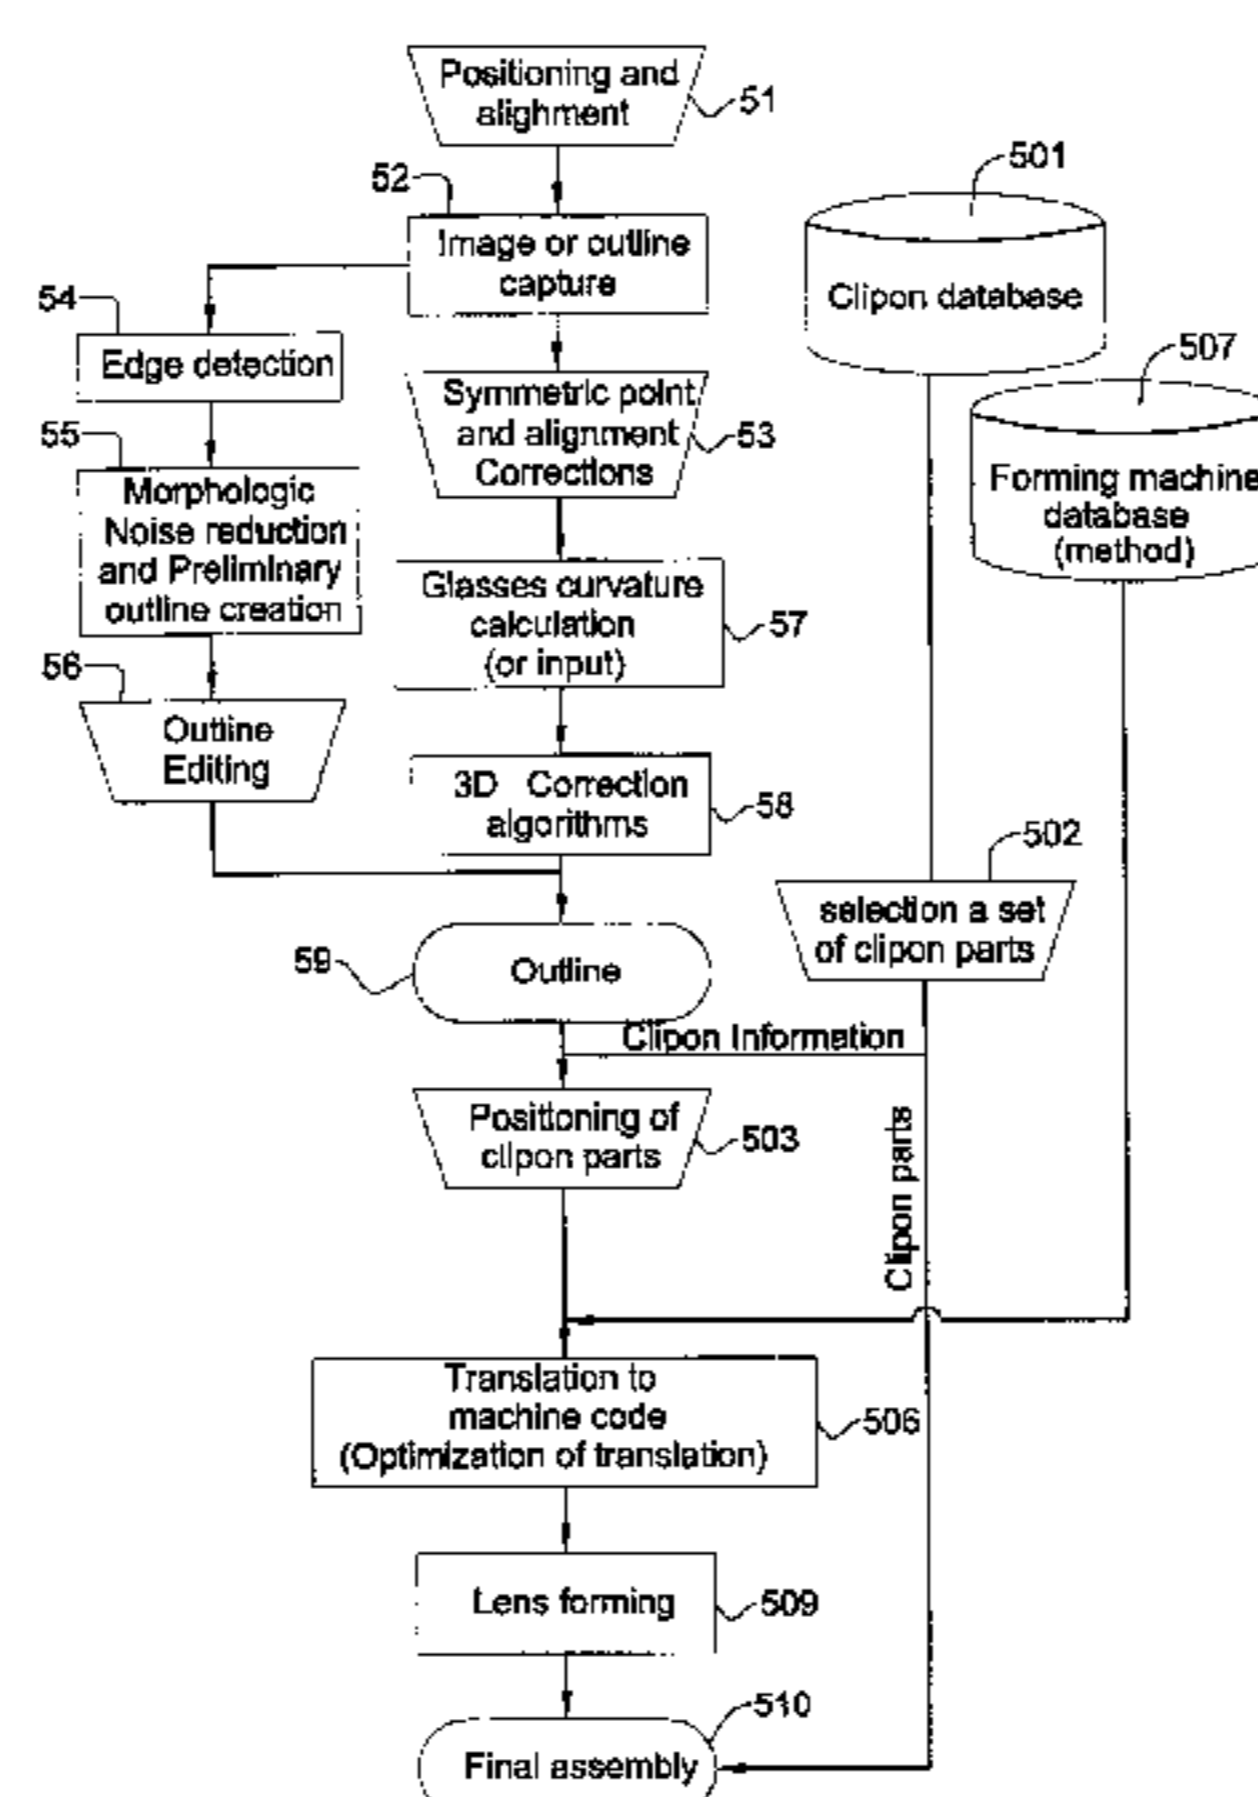 Positioning and
alighment
51
52
Image or outline
capture
501
Clipon database
54
Edge detection
507
Forming machine
database
(method)
Symmetric point
and alignment
Corrections
53
55
Morphologic
Noise reduction
and Preliminary
outline creation
Glasses curvature
calculation
(or input)
57
56
Outline
Editing
3D Correction
algorithms
58
502
selection a set
of clipon parts
59
Outline
Clipon Information
Positioning of
clipon parts
503
Clipon parts
Translation to
machine code
(Optimization of translation)
506
Lens forming
509
510
Final assembly